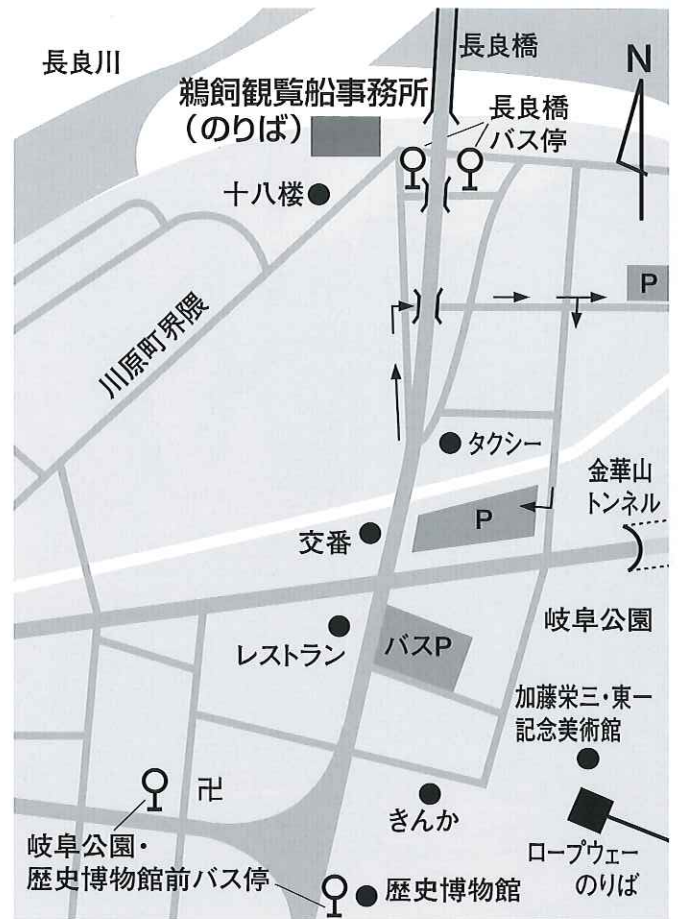 長良川
長良橋
N
鵜飼観覧船事務所
（のりば）
長良橋
バス停
十八楼
P
川原町界隈
タクシー
金華山
トンネル
P
交番
岐阜公園
レストラン
バスP
加藤栄三・東一
記念美術館
卍
きんか
岐阜公園・
歴史博物館前バス停
ロープウェー
のりば
歴史博物館